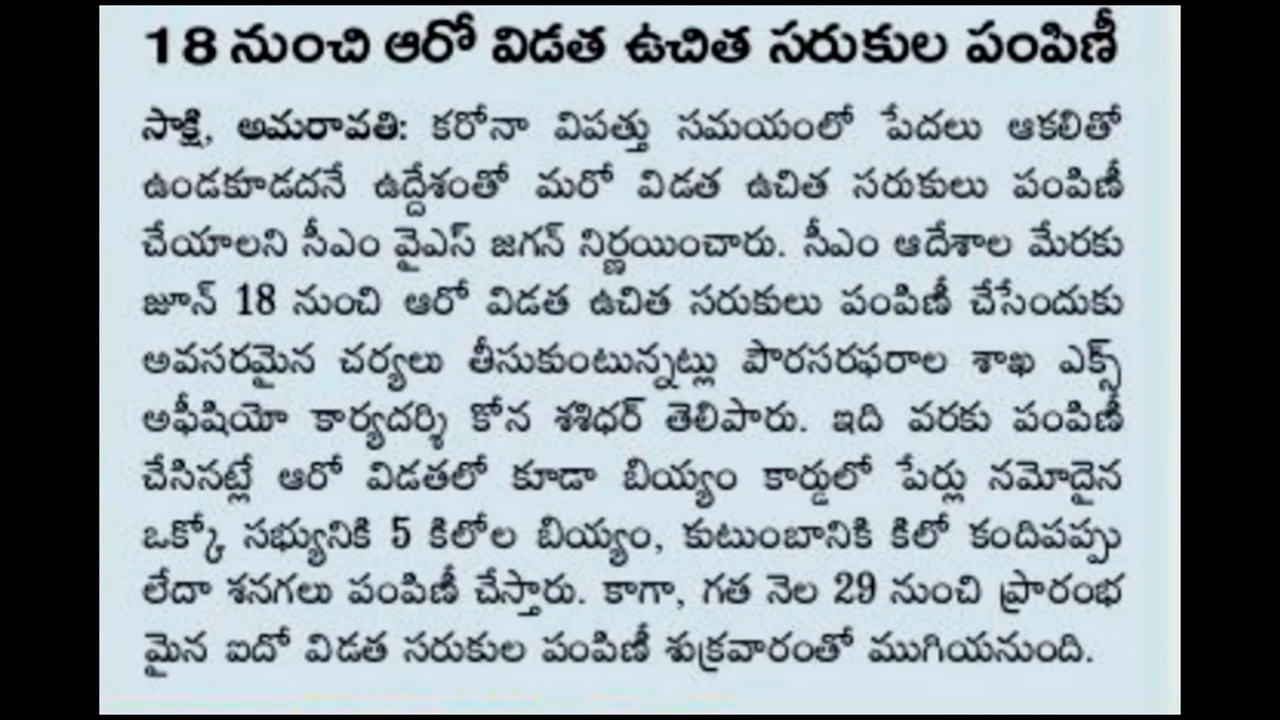 18 నుంచి ఆరో విడత ఉచిత సరుకుల పంపిణీ
సాక్షి, అమరావతి: కరోనా విపత్తు సమయంలో పేదలు ఆకలితో
ఉండకూడదనే ఉద్దేశంతో మరో విడత ఉచిత సరుకులు పంపిణీ
చేయాలని సీఎం వైఎస్ జగన్ నిర్ణయించారు. సీఎం ఆదేశాల మేరకు
జూన్ 18 నుంచి ఆరో విడత ఉచిత సరుకులు పంపిణీ చేసేందుకు
అవసరమైన చర్యలు తీసుకుంటున్నట్లు పౌరసరఫరాల శాఖ ఎక్స్
అఫీషియో కార్యదర్శి కోన శశిధర్ తెలిపారు. ఇది వరకు పంపిణీ
చేసినట్లే ఆరో విడతలో కూడా బియ్యం కార్డులో పేర్లు నమోదైన
ఒక్కో సభ్యునికి 5 కిలోల బియ్యం, కుటుంబానికి కిలో కందిపప్పు
లేదా శనగలు పంపిణీ చేస్తారు. కాగా, గత నెల 29 నుంచి ప్రారంభ
మైన ఐదో విడత సరుకుల పంపిణీ శుక్రవారంతో ముగియనుంది.